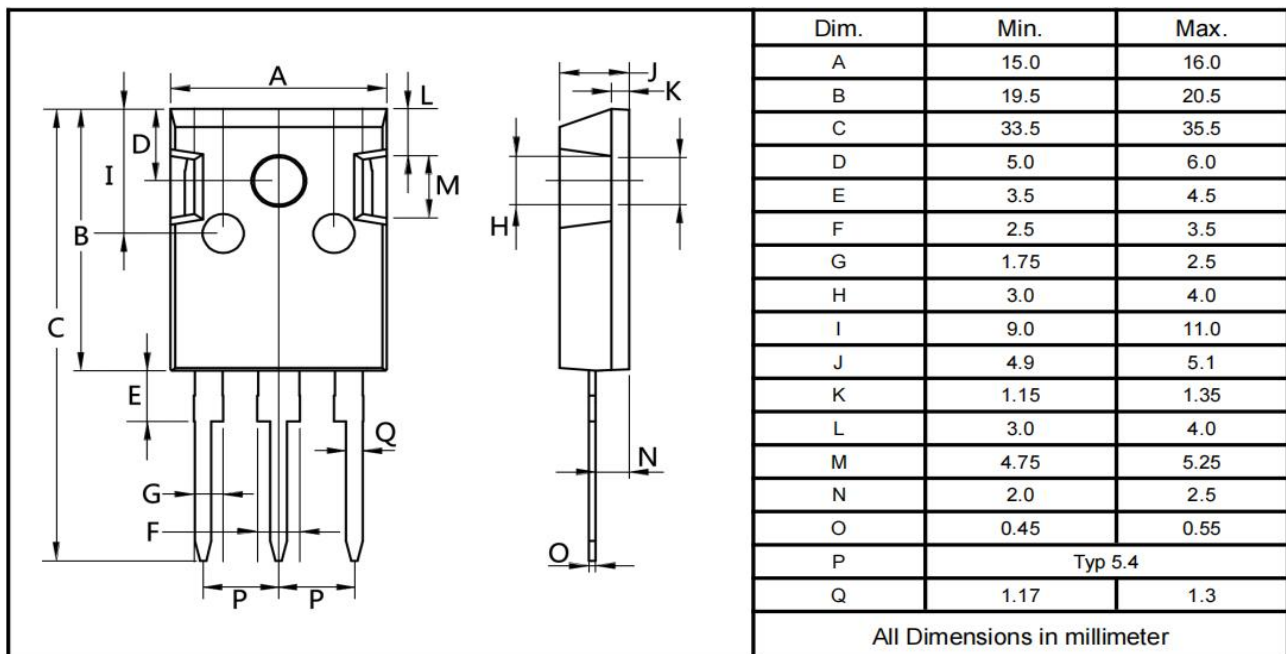 A
L
D
I
M
B
C
E
Q
G
F
P P
J
K
H
N
O
Dim. Min. Max.
A 15.0 16.0
B 19.5 20.5
C 33.5 35.5
D 5.0 6.0
E 3.5 4.5
F 2.5 3.5
G 1.75 2.5
H 3.0 4.0
I 9.0 11.0
J 4.9 5.1
K 1.15 1.35
L 3.0 4.0
M 4.75 5.25
N 2.0 2.5
O 0.45 0.55
P Typ 5.4
Q 1.17 1.3
All Dimensions in millimeter